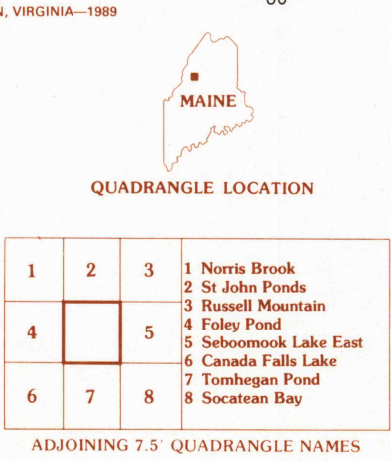 N, VIRGINIA—1989
MAINE
QUADRANGLE LOCATION
1 2 3
4 5
6 7 8
1 Norris Brook
2 St John Ponds
3 Russell Mountain
4 Foley Pond
5 Seboomook Lake East
6 Canada Falls Lake
7 Tomhegan Pond
8 Socatean Bay
ADJOINING 7.5' QUADRANGLE NAMES